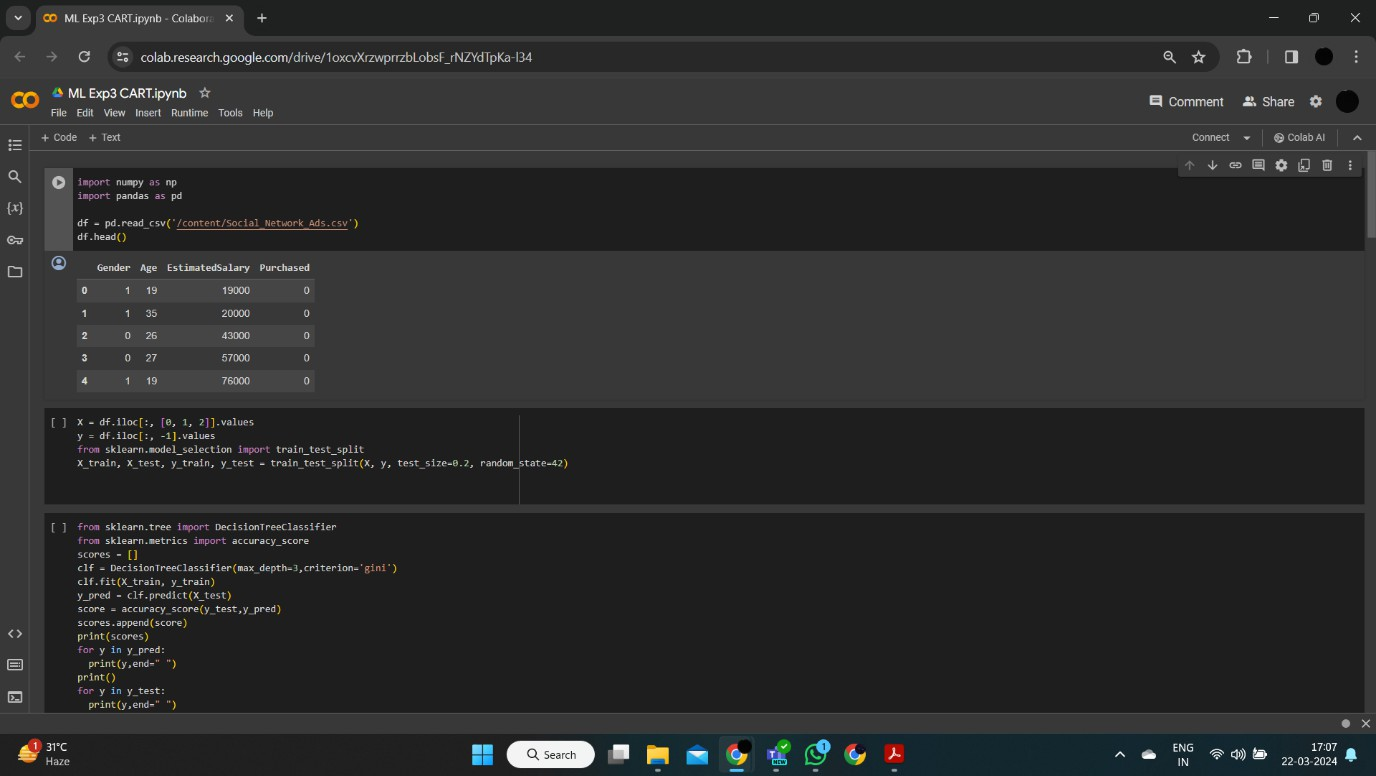 ML Exp3 CART.ipynb - Colabora
colab.research.google.com/drive/1oxcvXrzwprrzbLobsF_rNZYdTpKa-l34
ML Exp3 CART.ipynb
File Edit View Insert Runtime Tools Help
Comment Share
+ Code + Text
Connect Colab AI
import numpy as np
import pandas as pd
df = pd.read_csv('/content/Social_Network_Ads.csv')
df.head()
Gender Age EstimatedSalary Purchased
0 1 19 19000 0
1 1 35 20000 0
2 0 26 43000 0
3 0 27 57000 0
4 1 19 76000 0
[ ] X = df.iloc[:, [0, 1, 2]].values
y = df.iloc[:, -1].values
from sklearn.model_selection import train_test_split
X_train, X_test, y_train, y_test = train_test_split(X, y, test_size=0.2, random_state=42)
[ ] from sklearn.tree import DecisionTreeClassifier
from sklearn.metrics import accuracy_score
scores = []
clf = DecisionTreeClassifier(max_depth=3,criterion='gini')
clf.fit(X_train, y_train)
y_pred = clf.predict(X_test)
score = accuracy_score(y_test,y_pred)
scores.append(score)
print(scores)
for y in y_pred:
print(y,end=" ")
print()
for y in y_test:
print(y,end=" ")
1 31°C
Haze
Search
NEW
1
ENG
IN
17:07
22-03-2024